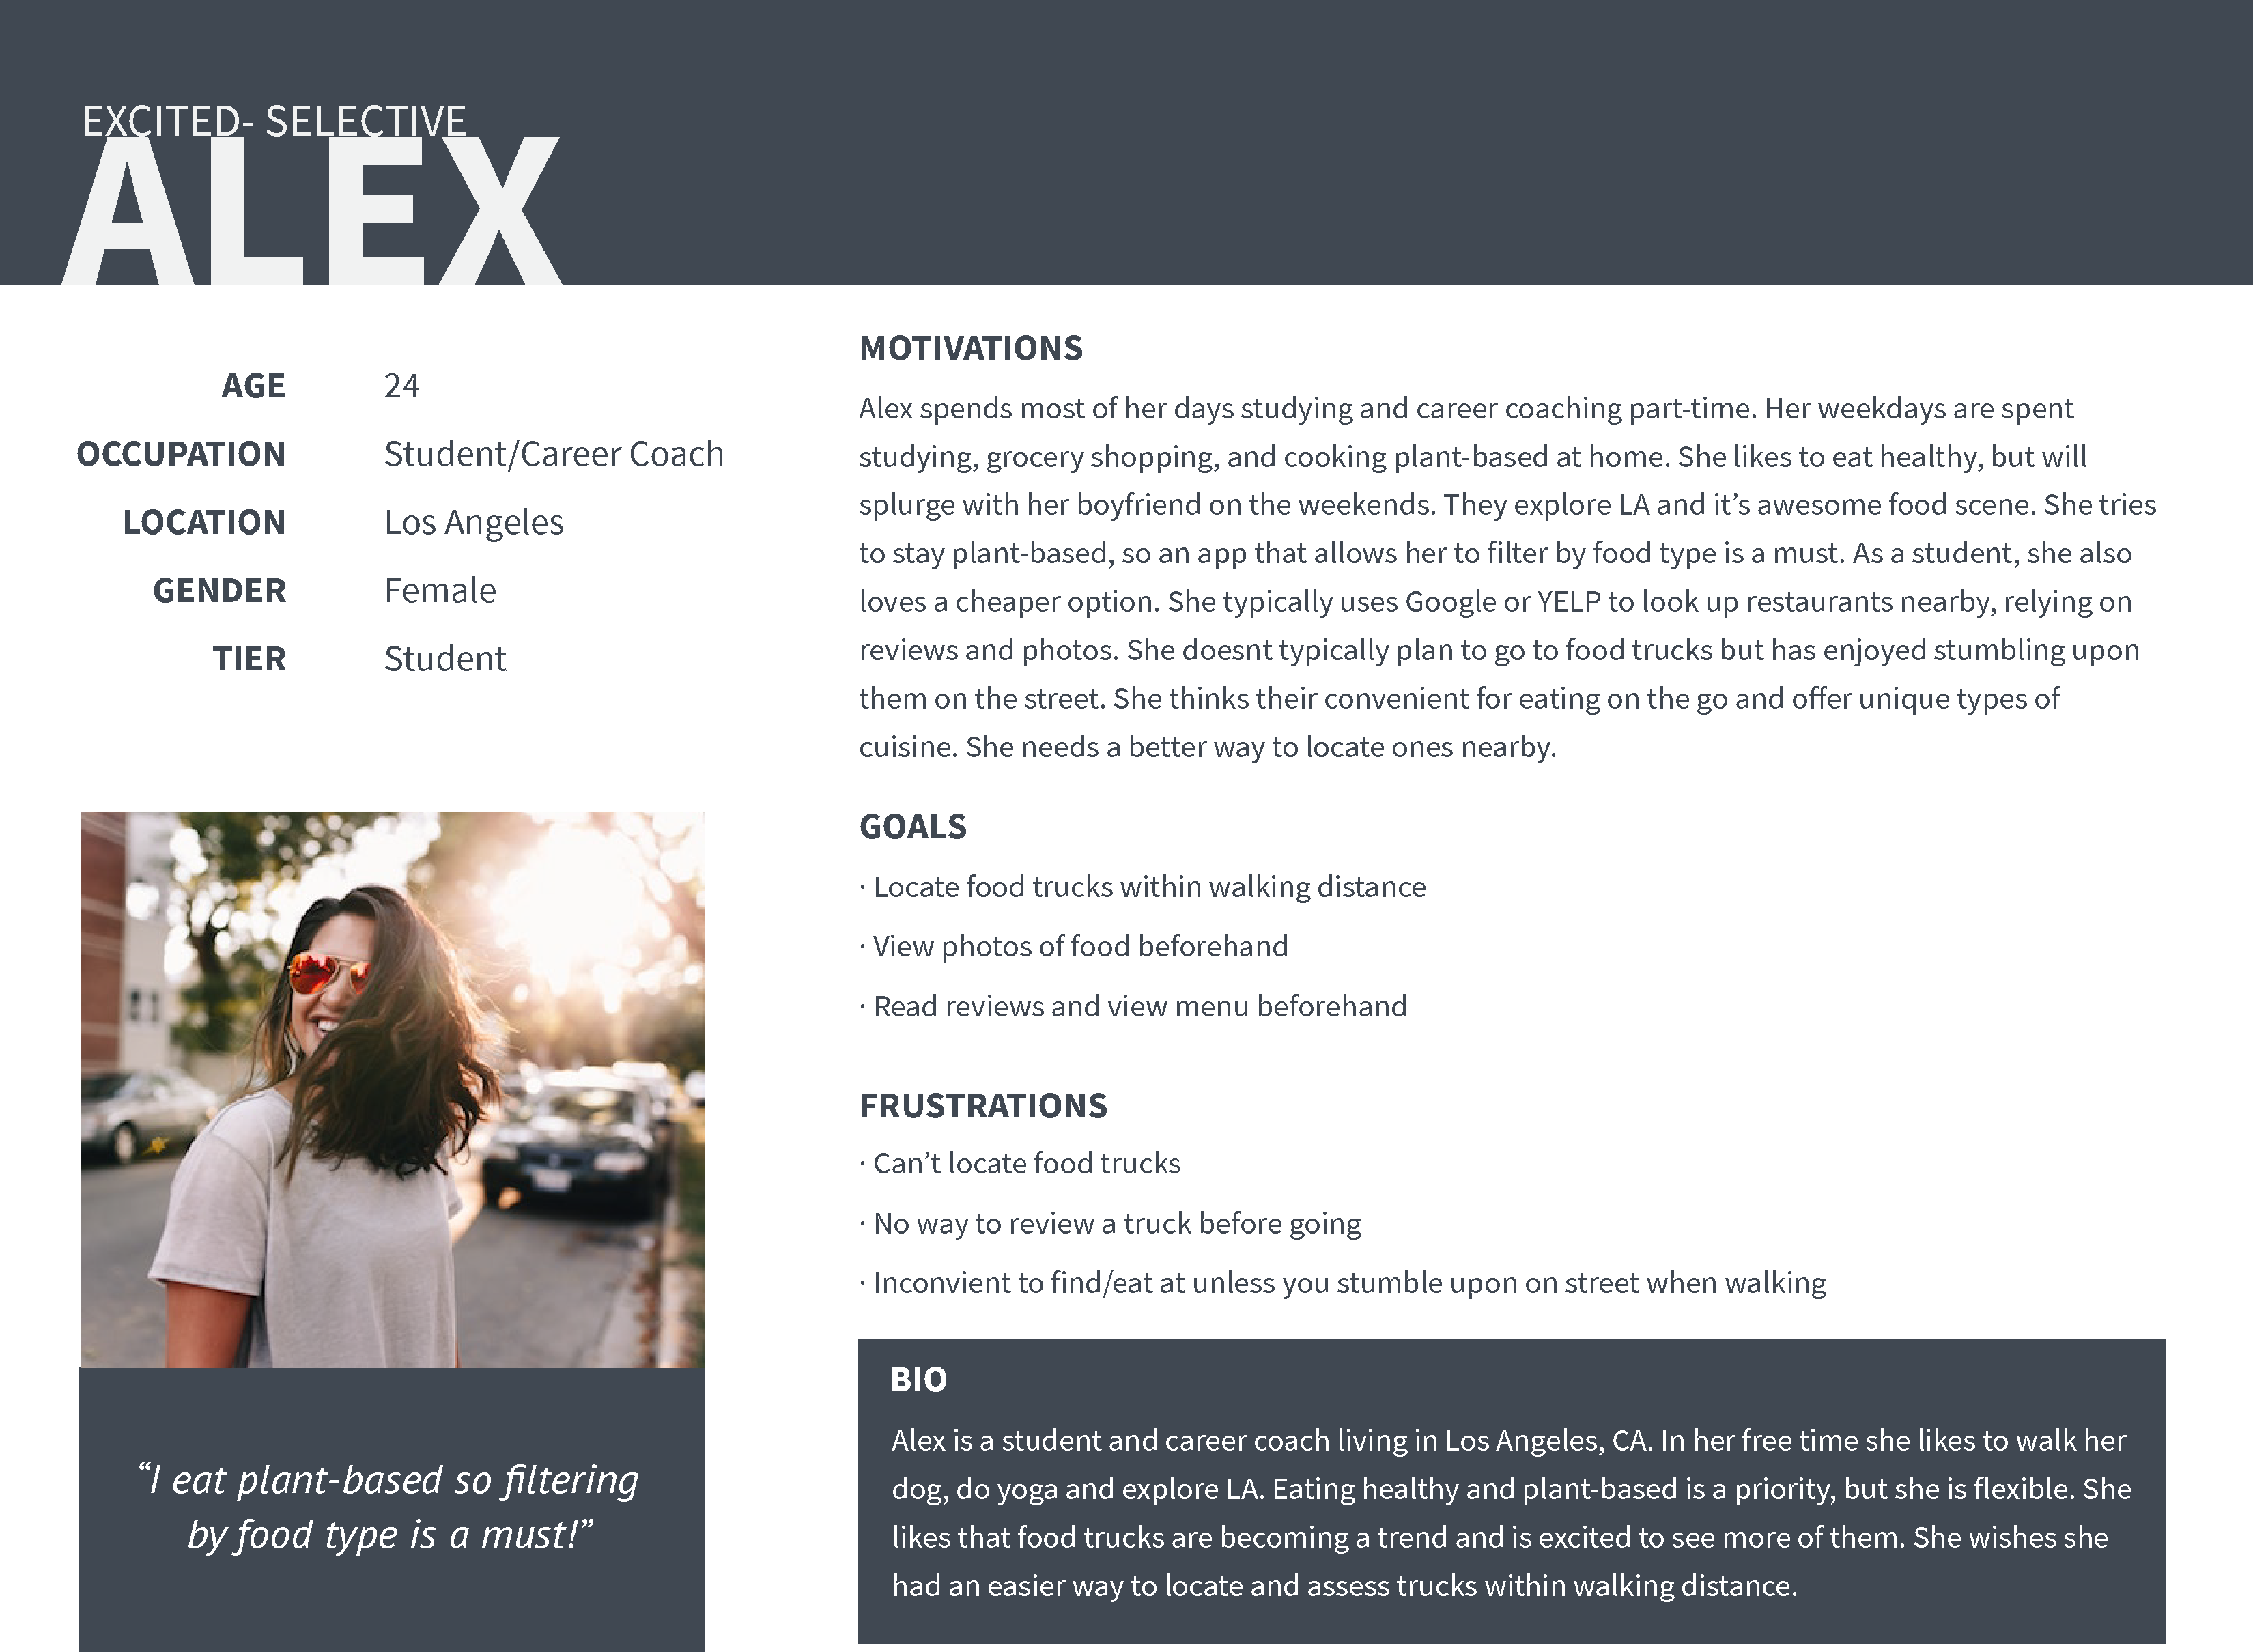 EXCITED- SELECTIVE
ALEX
AGE 24
OCCUPATION Student/Career Coach
LOCATION Los Angeles
GENDER Female
TIER Student
“I eat plant-based so filtering
by food type is a must!”
MOTIVATIONS
Alex spends most of her days studying and career coaching part-time. Her weekdays are spent
studying, grocery shopping, and cooking plant-based at home. She likes to eat healthy, but will
splurge with her boyfriend on the weekends. They explore LA and it’s awesome food scene. She tries
to stay plant-based, so an app that allows her to filter by food type is a must. As a student, she also
loves a cheaper option. She typically uses Google or YELP to look up restaurants nearby, relying on
reviews and photos. She doesnt typically plan to go to food trucks but has enjoyed stumbling upon
them on the street. She thinks their convenient for eating on the go and offer unique types of
cuisine. She needs a better way to locate ones nearby.
GOALS
· Locate food trucks within walking distance
· View photos of food beforehand
· Read reviews and view menu beforehand
FRUSTRATIONS
· Can’t locate food trucks
· No way to review a truck before going
· Inconvient to find/eat at unless you stumble upon on street when walking
BIO
Alex is a student and career coach living in Los Angeles, CA. In her free time she likes to walk her
dog, do yoga and explore LA. Eating healthy and plant-based is a priority, but she is flexible. She
likes that food trucks are becoming a trend and is excited to see more of them. She wishes she
had an easier way to locate and assess trucks within walking distance.